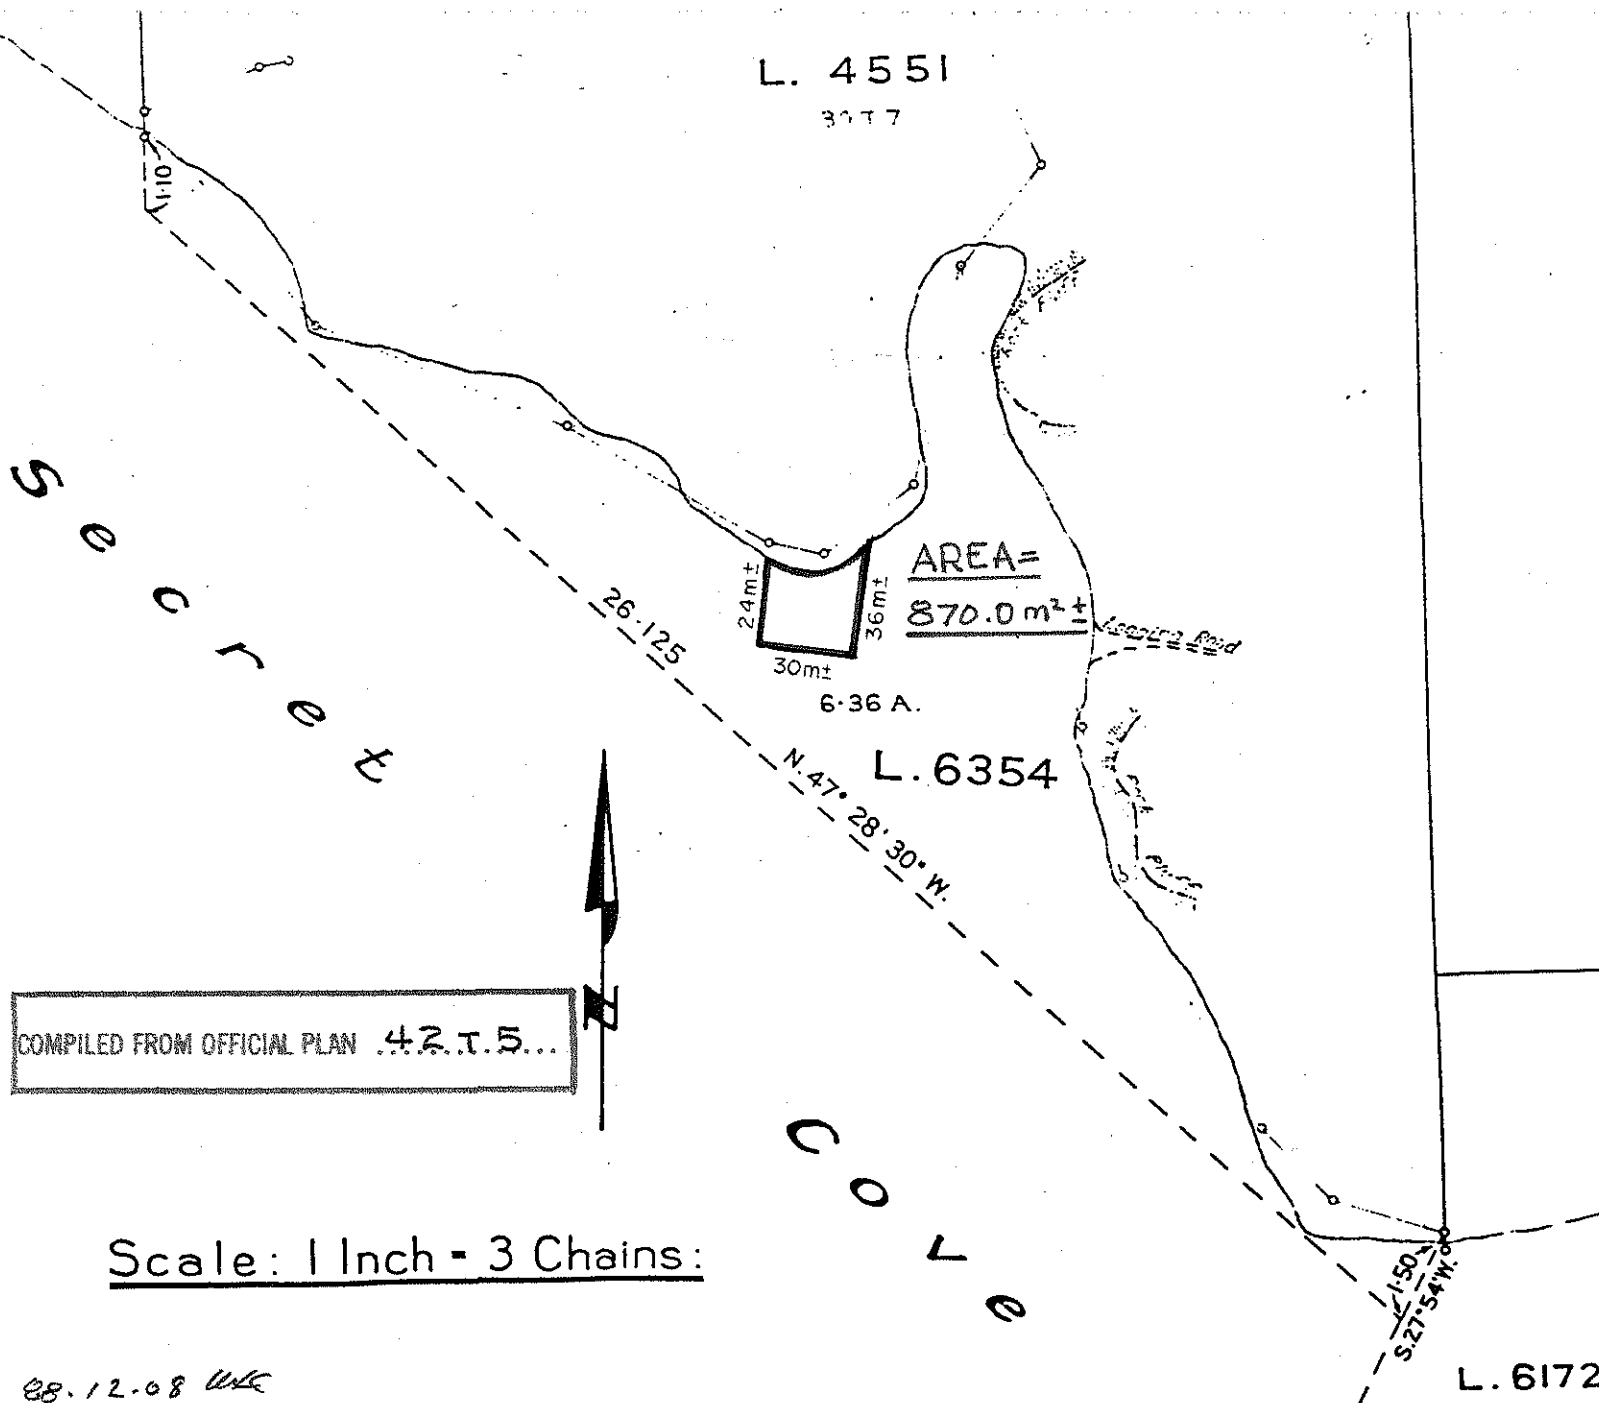 L. 4551
1.10
Secret
AREA=
870.0 m² ±
24m±
36m±
30m±
26.125
6.36 A.
L. 6354
N. 47° 28' 30" W.
Road
N
COMPILED FROM OFFICIAL PLAN 42.T.5...
Cove
Scale: 1 Inch = 3 Chains:
1.50
S.27°54'W.
L. 6172
88.12.08